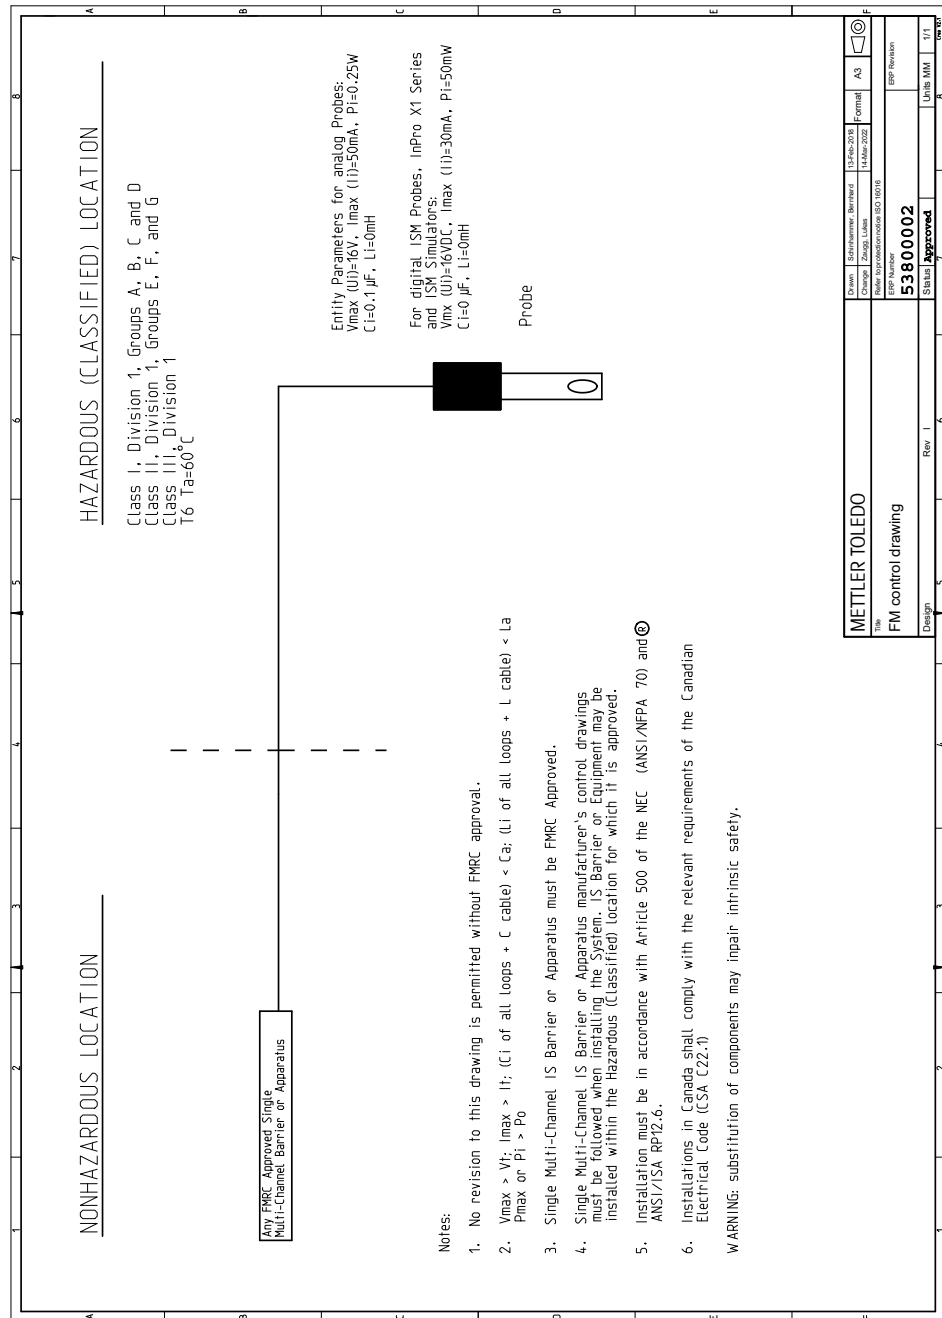 NONHAZARDOUS LOCATION
HAZARDOUS (CLASSIFIED) LOCATION
Class I, Division 1, Groups A, B, C and D
Class II, Division 1, Groups E, F, and G
Class III, Division 1
T6 Ta=60°C
Any FMRC Approved Single
Multi-Channel Barrier or Apparatus
Entity Parameters for analog Probes:
Vmax (Ui)=16V, Imax (Ii)=50mA, Pi=0.25W
Ci=0.1 µF, Li=0mH
For digital ISM Probes, InPro X1 Series
and ISM Simulators:
Vmx (Ui)=16VDC, Imax (Ii)=30mA, Pi=50mW
Ci=0 µF, Li=0mH
Probe
Notes:
1. No revision to this drawing is permitted without FMRC approval.
2. Vmax > Vt; Imax > It; (Ci of all loops + C cable) < Ca; (Li of all loops + L cable) < La
Pmax or Pi > Po
3. Single Multi-Channel IS Barrier or Apparatus must be FMRC Approved.
4. Single Multi-Channel IS Barrier or Apparatus manufacturer's control drawings
must be followed when installing the System. IS Barrier or Equipment may be
installed within the Hazardous (Classified) location for which it is approved.
5. Installation must be in accordance with Article 500 of the NEC (ANSI/NFPA 70) and ®
ANSI/ISA RP12.6.
6. Installations in Canada shall comply with the relevant requirements of the Canadian
Electrical Code (CSA C22.1)
WARNING: substitution of components may inpair intrinsic safety.
METTLER TOLEDO
Title
FM control drawing
Design
Rev I
Drawn Schinhammer, Bernhard 13-Feb-2018
Change Zaugg, Lukas 14-Mar-2022
Format A3
Refer to protection notice ISO 16016
ERP Number
53800002
ERP Revision
Status Approved
Units MM 1/1
1 2 3 4 5 6 7 8
A B C D E F